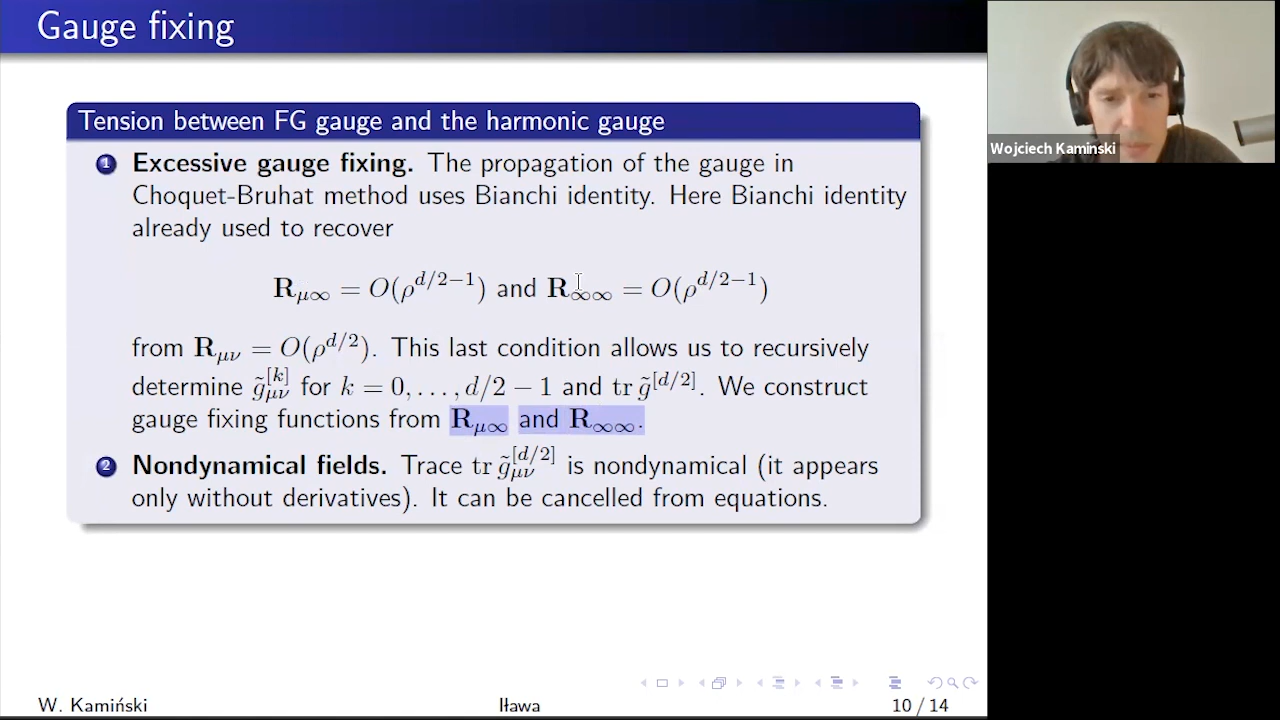 Gauge fixing
Tension between FG gauge and the harmonic gauge
1 Excessive gauge fixing. The propagation of the gauge in
Choquet-Bruhat method uses Bianchi identity. Here Bianchi identity
already used to recover
R_{μ∞} = O(ρ^{d/2−1}) and R_{∞∞} = O(ρ^{d/2−1})
from R_{μν} = O(ρ^{d/2}). This last condition allows us to recursively
determine g̃^{[k]}_{μν} for k = 0, . . . , d/2 − 1 and tr g̃^{[d/2]}. We construct
gauge fixing functions from R_{μ∞} and R_{∞∞}.
2 Nondynamical fields. Trace tr g̃^{[d/2]}_{μν} is nondynamical (it appears
only without derivatives). It can be cancelled from equations.
W. Kamiński
Iława
10 / 14
Wojciech Kamiński